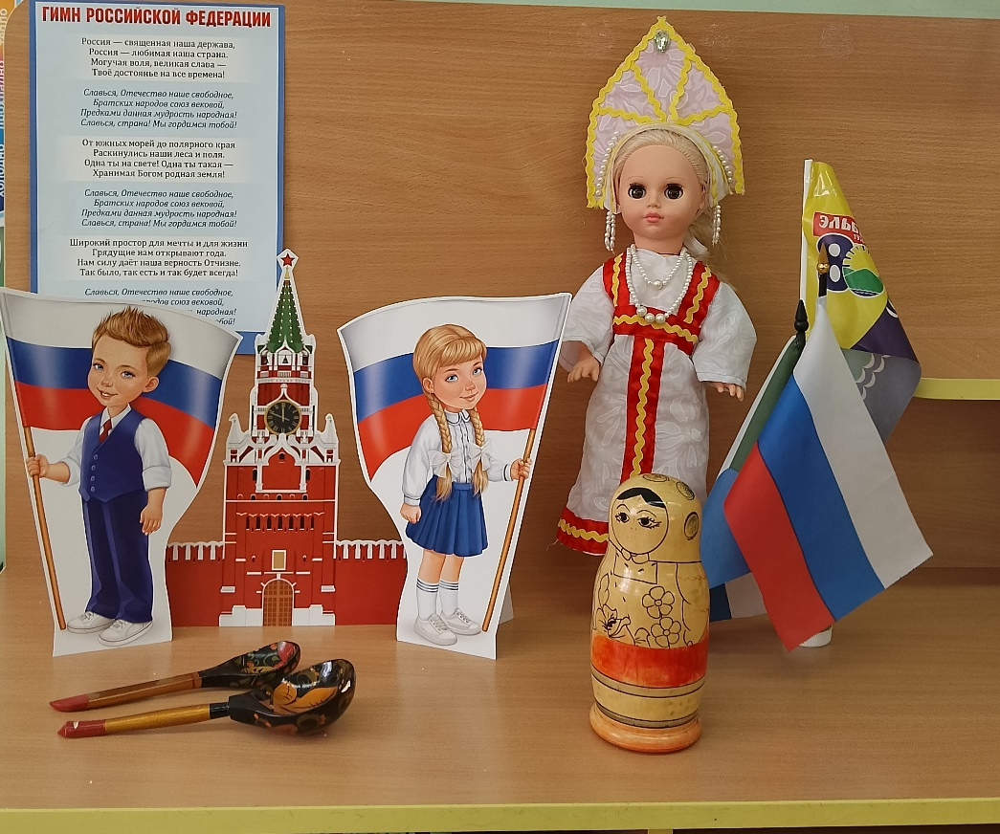 ГИМН РОССИЙСКОЙ ФЕДЕРАЦИИ
Россия — священная наша держава,
Россия — любимая наша страна.
Могучая воля, великая слава —
Твоё достоянье на все времена!
Славься, Отечество наше свободное,
Братских народов союз вековой,
Предками данная мудрость народная!
Славься, страна! Мы гордимся тобой!
От южных морей до полярного края
Раскинулись наши леса и поля.
Одна ты на свете! Одна ты такая —
Хранимая Богом родная земля!
Славься, Отечество наше свободное,
Братских народов союз вековой,
Предками данная мудрость народная!
Славься, страна! Мы гордимся тобой!
Широкий простор для мечты и для жизни
Грядущие нам открывают года.
Нам силу даёт наша верность Отчизне.
Так было, так есть и так будет всегда!
Славься, Отечество наше свободное,
союз вековой,
народная!